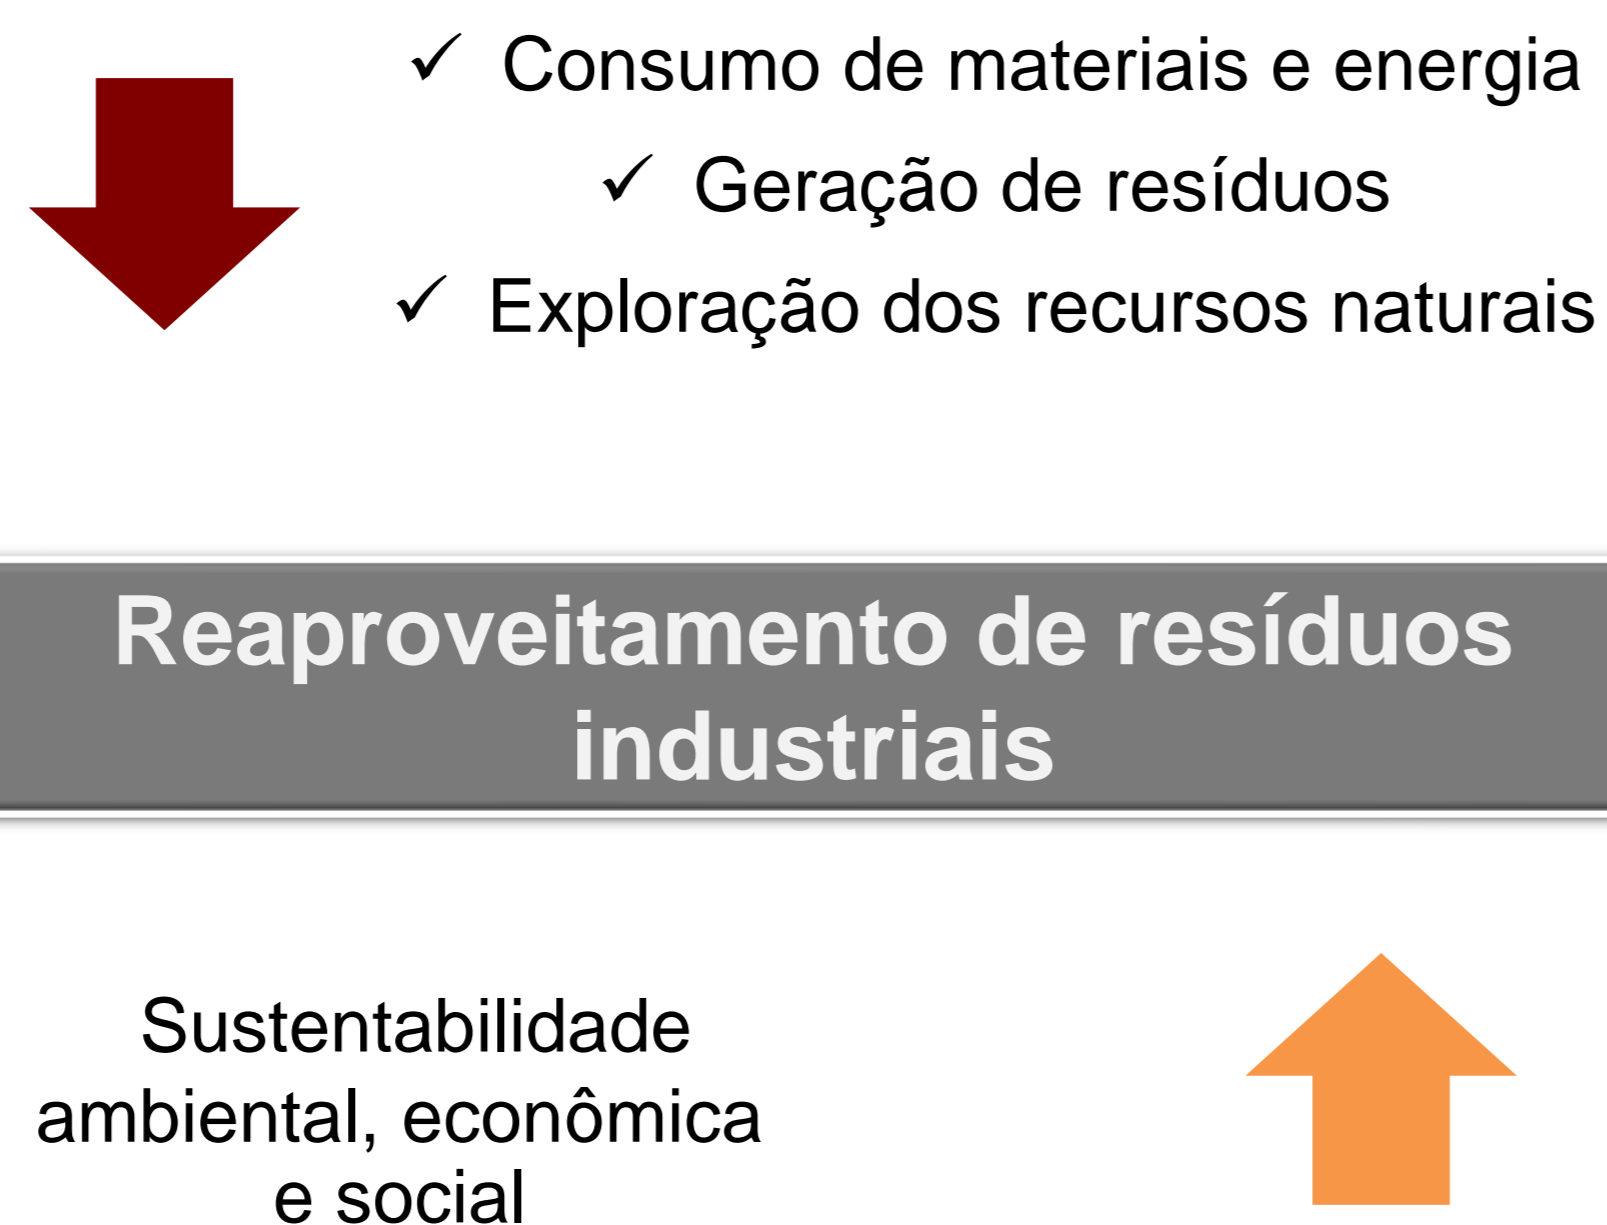 ✓ Consumo de materiais e energia
✓ Geração de resíduos
✓ Exploração dos recursos naturais
Reaproveitamento de resíduos
industriais
Sustentabilidade
ambiental, econômica
e social